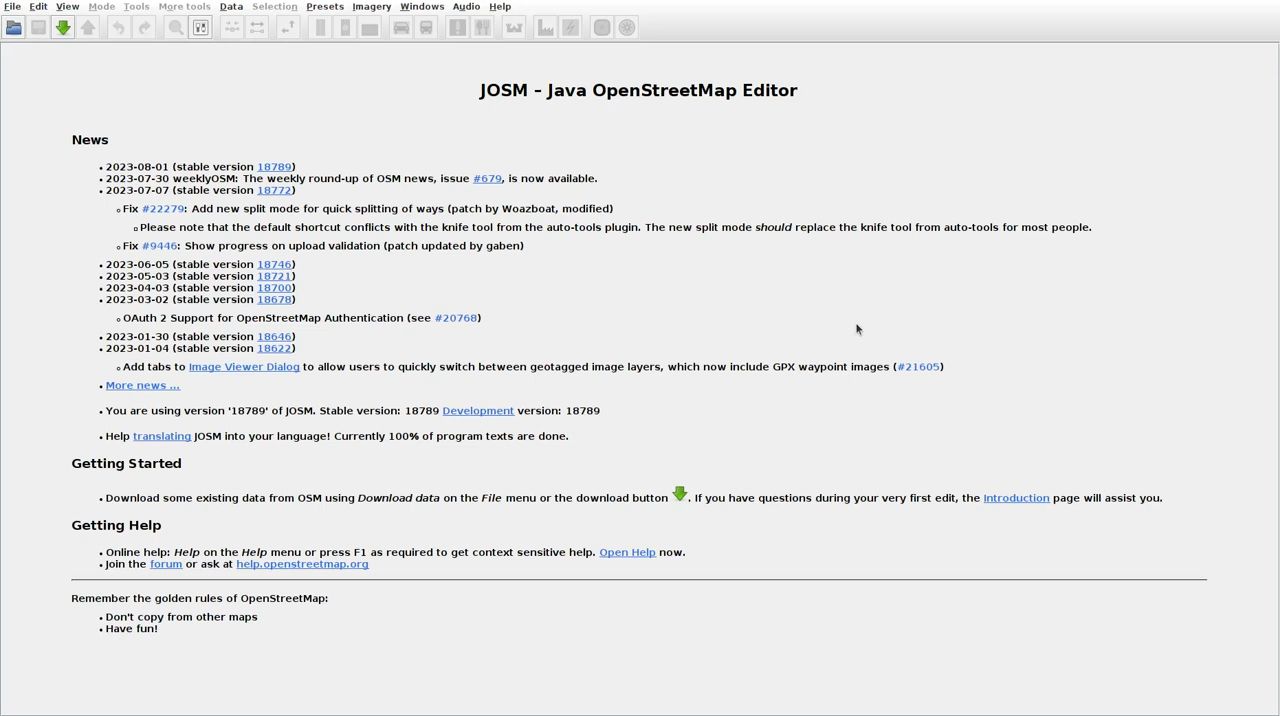 File Edit View Mode Tools More tools Data Selection Presets Imagery Windows Audio Help
JOSM – Java OpenStreetMap Editor
News
2023-08-01 (stable version 18789)
2023-07-30 weeklyOSM: The weekly round-up of OSM news, issue #679, is now available.
2023-07-07 (stable version 18772)
Fix #22279: Add new split mode for quick splitting of ways (patch by Woazboat, modified)
Please note that the default shortcut conflicts with the knife tool from the auto-tools plugin. The new split mode should replace the knife tool from auto-tools for most people.
Fix #9446: Show progress on upload validation (patch updated by gaben)
2023-06-05 (stable version 18746)
2023-05-03 (stable version 18721)
2023-04-03 (stable version 18700)
2023-03-02 (stable version 18678)
OAuth 2 Support for OpenStreetMap Authentication (see #20768)
2023-01-30 (stable version 18646)
2023-01-04 (stable version 18622)
Add tabs to Image Viewer Dialog to allow users to quickly switch between geotagged image layers, which now include GPX waypoint images (#21605)
More news ...
You are using version '18789' of JOSM. Stable version: 18789 Development version: 18789
Help translating JOSM into your language! Currently 100% of program texts are done.
Getting Started
Download some existing data from OSM using Download data on the File menu or the download button . If you have questions during your very first edit, the Introduction page will assist you.
Getting Help
Online help: Help on the Help menu or press F1 as required to get context sensitive help. Open Help now.
Join the forum or ask at help.openstreetmap.org
Remember the golden rules of OpenStreetMap:
Don't copy from other maps
Have fun!